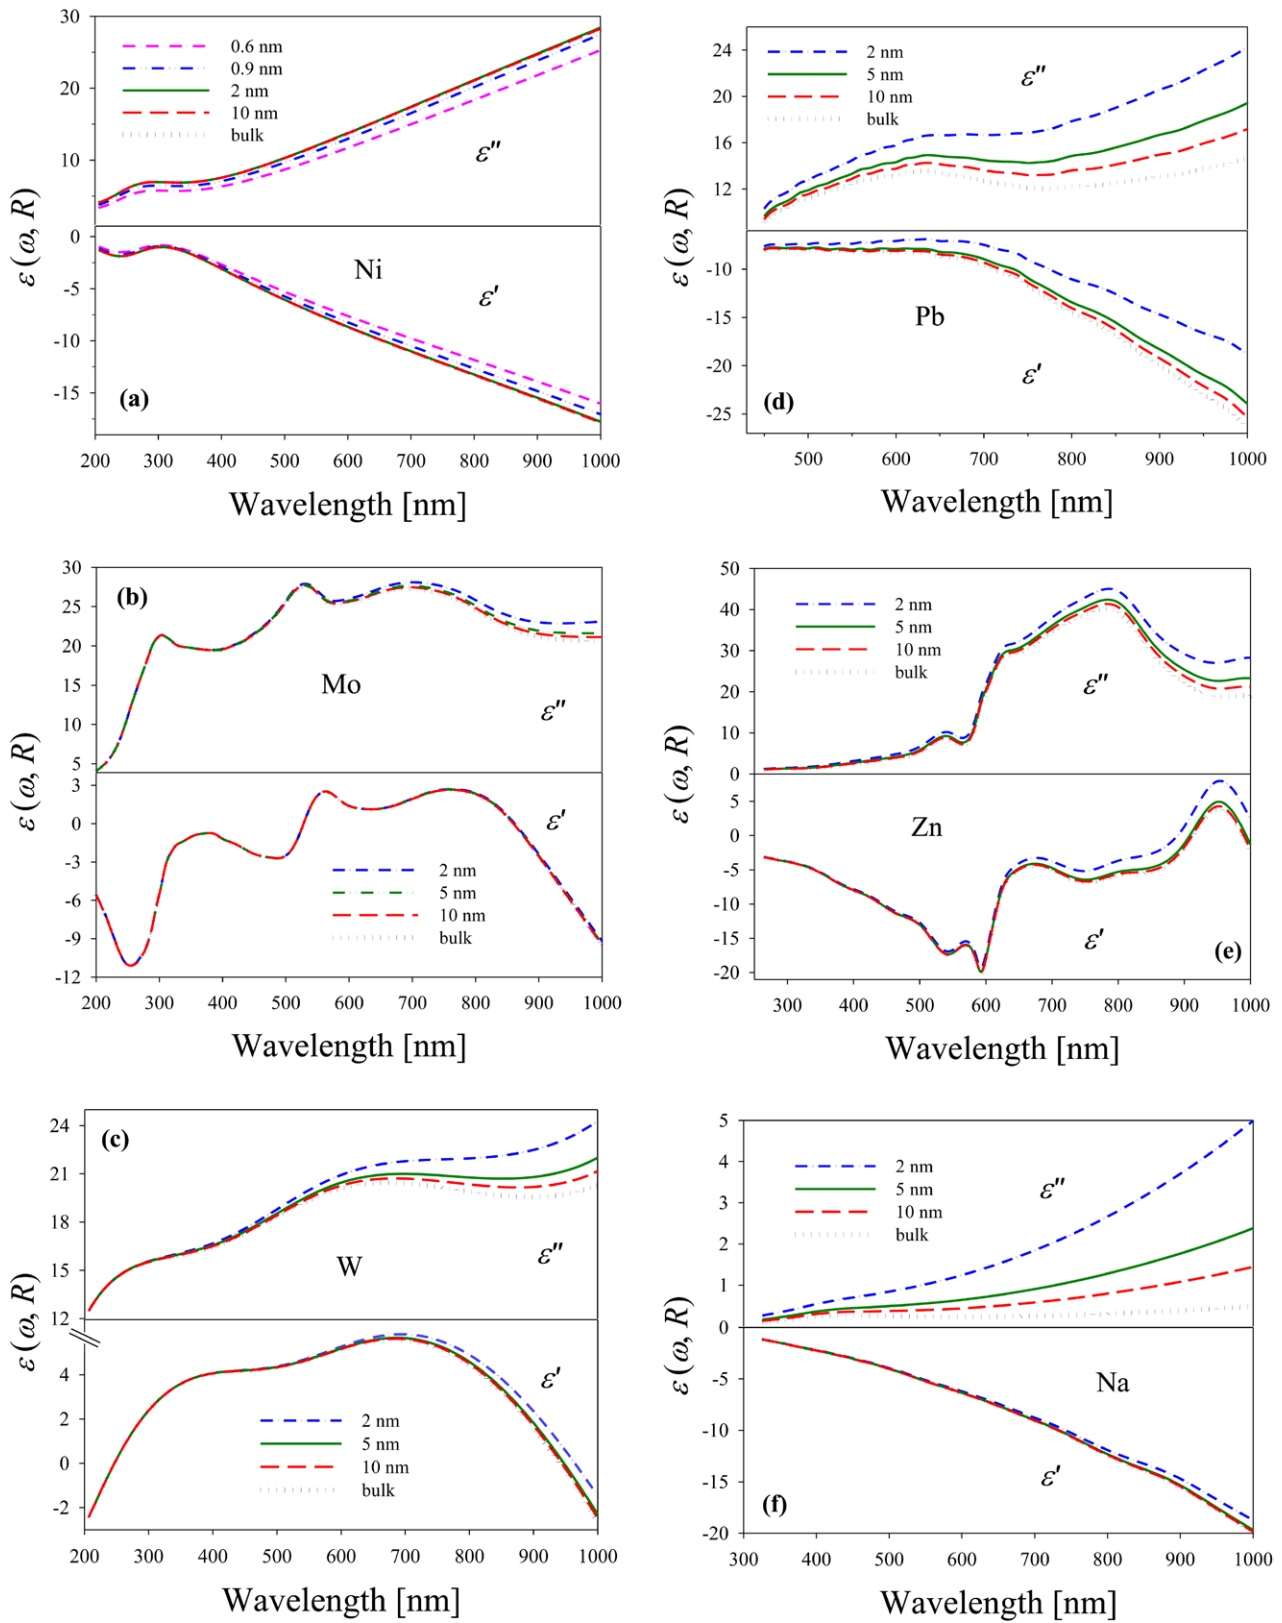 30
20
10
0
-5
-10
-15
0.6 nm
0.9 nm
2 nm
10 nm
bulk
ε″
Ni
ε′
(a)
200 300 400 500 600 700 800 900 1000
Wavelength [nm]
ε(ω, R)
24
20
16
12
-10
-15
-20
-25
2 nm
5 nm
10 nm
bulk
ε″
Pb
ε′
(d)
500 600 700 800 900 1000
Wavelength [nm]
ε(ω, R)
30
25
20
15
10
5
3
0
-3
-6
-9
-12
(b)
Mo
ε″
ε′
2 nm
5 nm
10 nm
bulk
200 300 400 500 600 700 800 900 1000
Wavelength [nm]
ε(ω, R)
50
40
30
20
10
0
5
0
-5
-10
-15
-20
2 nm
5 nm
10 nm
bulk
ε″
Zn
ε′
(e)
300 400 500 600 700 800 900 1000
Wavelength [nm]
ε(ω, R)
24
21
18
15
12
4
2
0
-2
(c)
W
ε″
ε′
2 nm
5 nm
10 nm
bulk
200 300 400 500 600 700 800 900 1000
Wavelength [nm]
ε(ω, R)
5
4
3
2
1
0
-5
-10
-15
-20
2 nm
5 nm
10 nm
bulk
ε″
Na
ε′
(f)
300 400 500 600 700 800 900 1000
Wavelength [nm]
ε(ω, R)